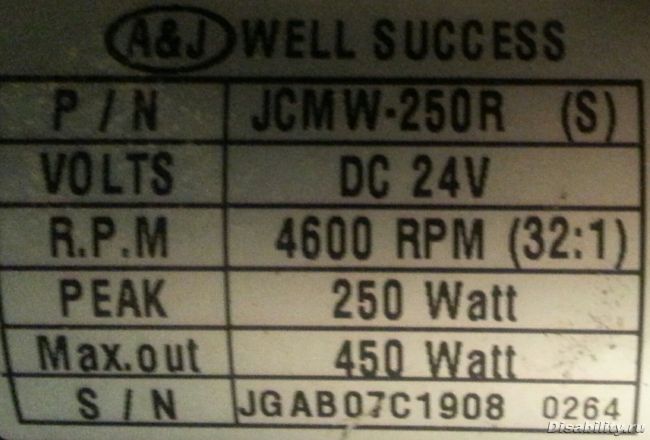 A&J WELL SUCCESS
P / N JCMW-250R (S)
VOLTS DC 24V
R.P.M 4600 RPM (32:1)
PEAK 250 Watt
Max.out 450 Watt
S / N JGAB07C1908 0264
Disability.ru